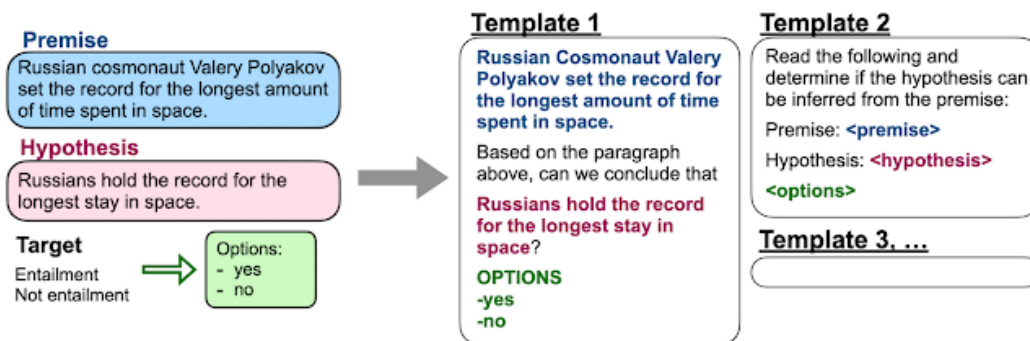 Premise
Russian cosmonaut Valery Polyakov
set the record for the longest amount
of time spent in space.
Hypothesis
Russians hold the record for the
longest stay in space.
Target
Entailment
Not entailment
Options:
- yes
- no
Template 1
Russian Cosmonaut Valery
Polyakov set the record for
the longest amount of time
spent in space.
Based on the paragraph
above, can we conclude that
Russians hold the record
for the longest stay in
space?
OPTIONS
-yes
-no
Template 2
Read the following and
determine if the hypothesis can
be inferred from the premise:
Premise: <premise>
Hypothesis: <hypothesis>
<options>
Template 3, ...